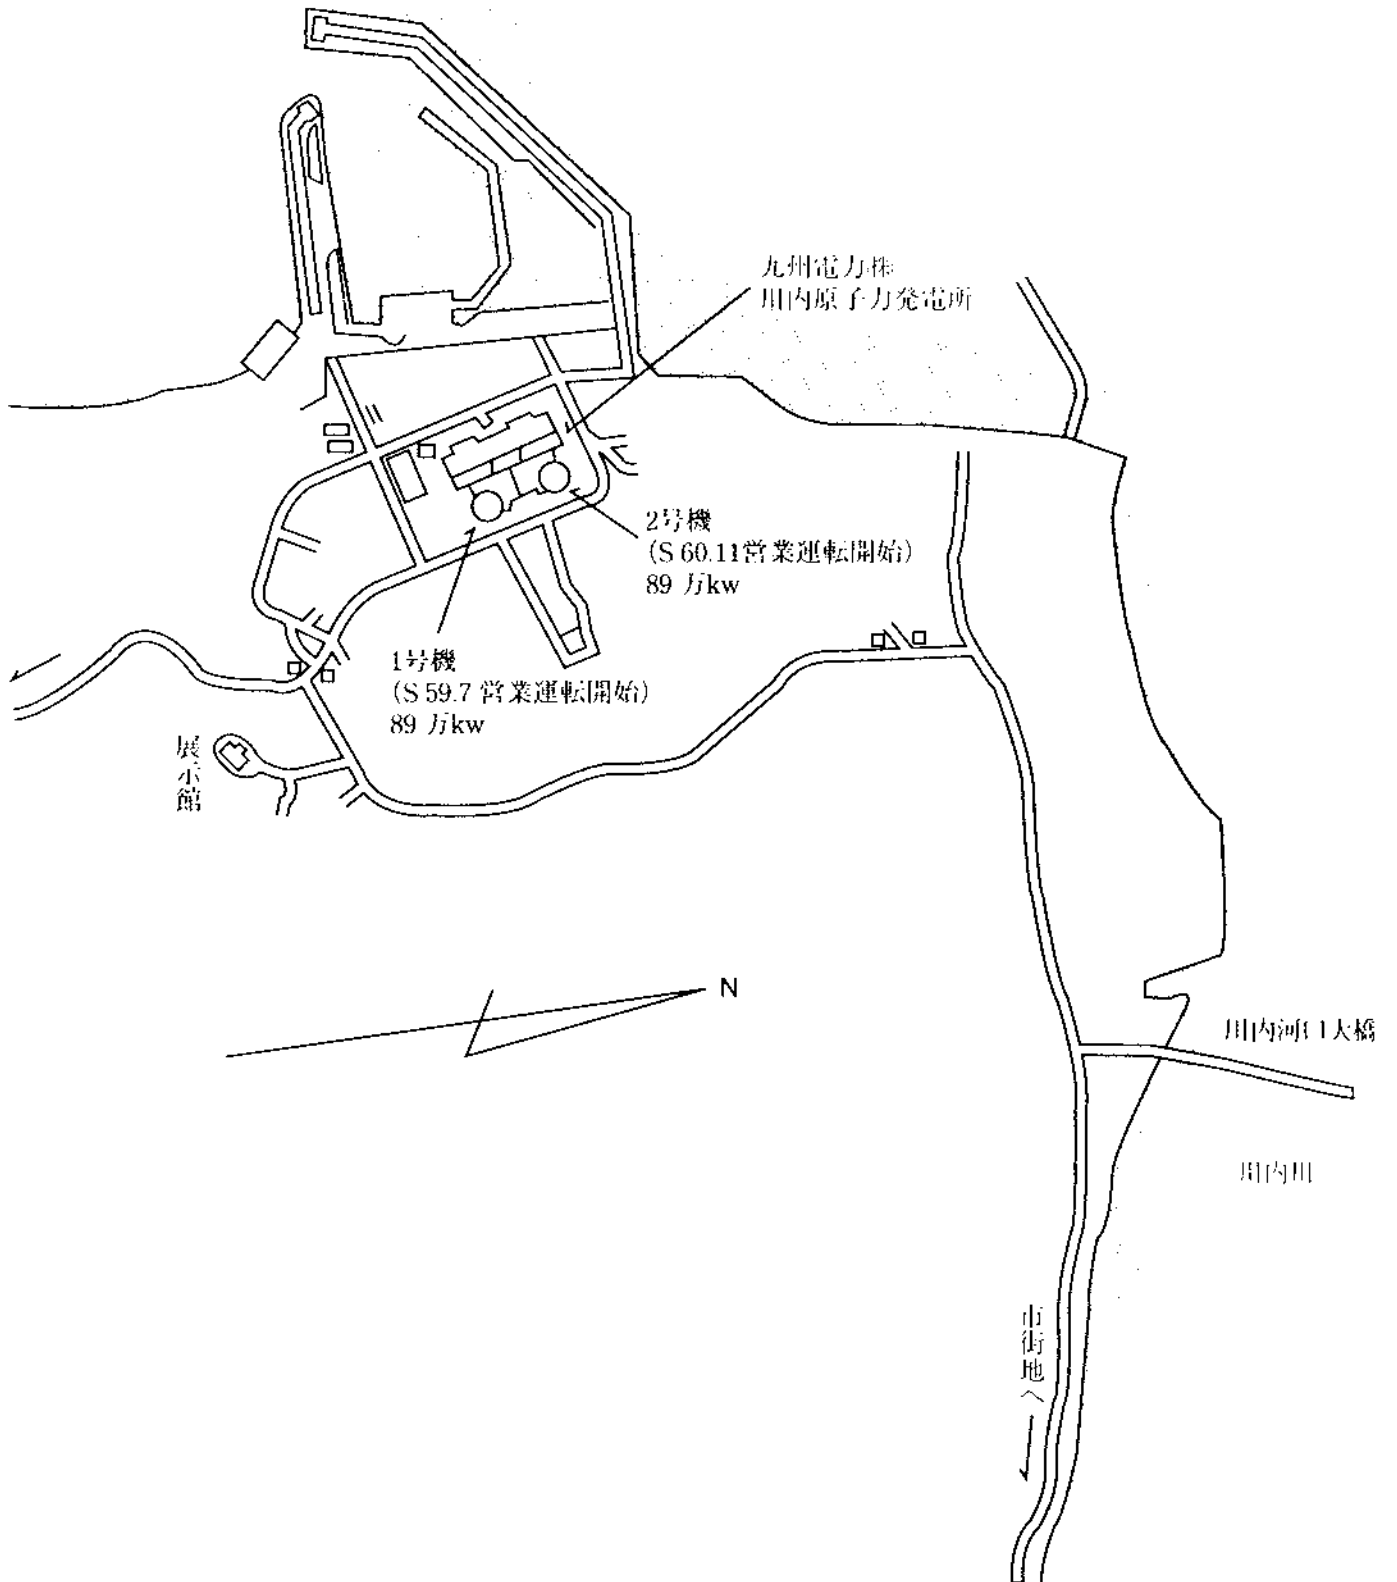 九州電力株
川内原子力発電所
2号機
(S 60.11営業運転開始)
89 万kw
1号機
(S 59.7 営業運転開始)
89 万kw
展示館
N
川内河口大橋
川内川
市街地へ